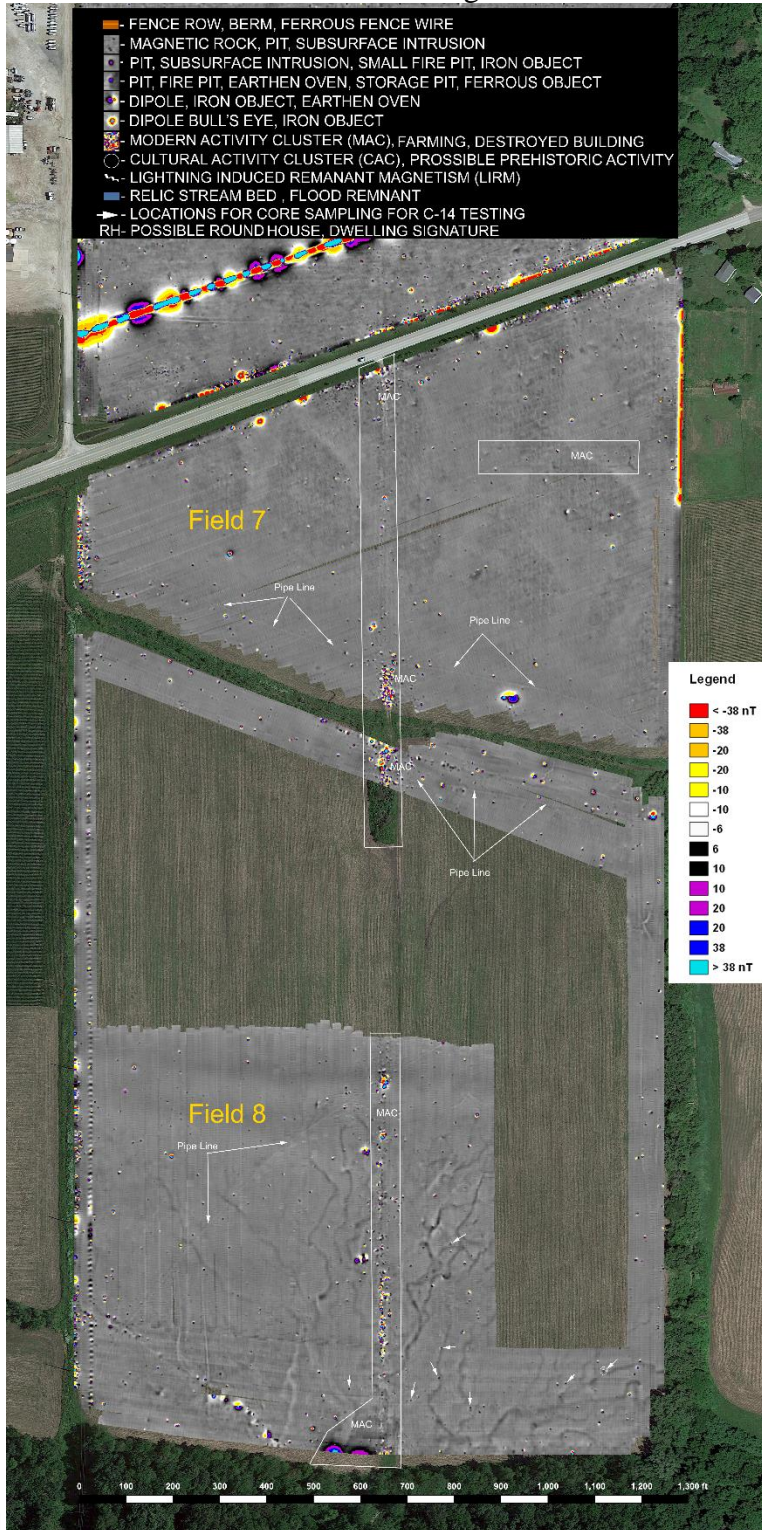 - FENCE ROW, BERM, FERROUS FENCE WIRE
- MAGNETIC ROCK, PIT, SUBSURFACE INTRUSION
- PIT, SUBSURFACE INTRUSION, SMALL FIRE PIT, IRON OBJECT
- PIT, FIRE PIT, EARTHEN OVEN, STORAGE PIT, FERROUS OBJECT
- DIPOLE, IRON OBJECT, EARTHEN OVEN
- DIPOLE BULL'S EYE, IRON OBJECT
- MODERN ACTIVITY CLUSTER (MAC), FARMING, DESTROYED BUILDING
- CULTURAL ACTIVITY CLUSTER (CAC), PROSSIBLE PREHISTORIC ACTIVITY
- LIGHTNING INDUCED REMANANT MAGNETISM (LIRM)
- RELIC STREAM BED , FLOOD REMNANT
- LOCATIONS FOR CORE SAMPLING FOR C-14 TESTING
RH- POSSIBLE ROUND HOUSE, DWELLING SIGNATURE
MAC
MAC
Field 7
Pipe Line
Pipe Line
MAC
Legend
< -38 nT
-38
-20
-20
-10
-10
-6
6
10
10
20
20
38
> 38 nT
MAC
Pipe Line
Field 8
MAC
Pipe Line
MAC
0 100 200 300 400 500 600 700 800 900 1,000 1,100 1,200 1,300 ft